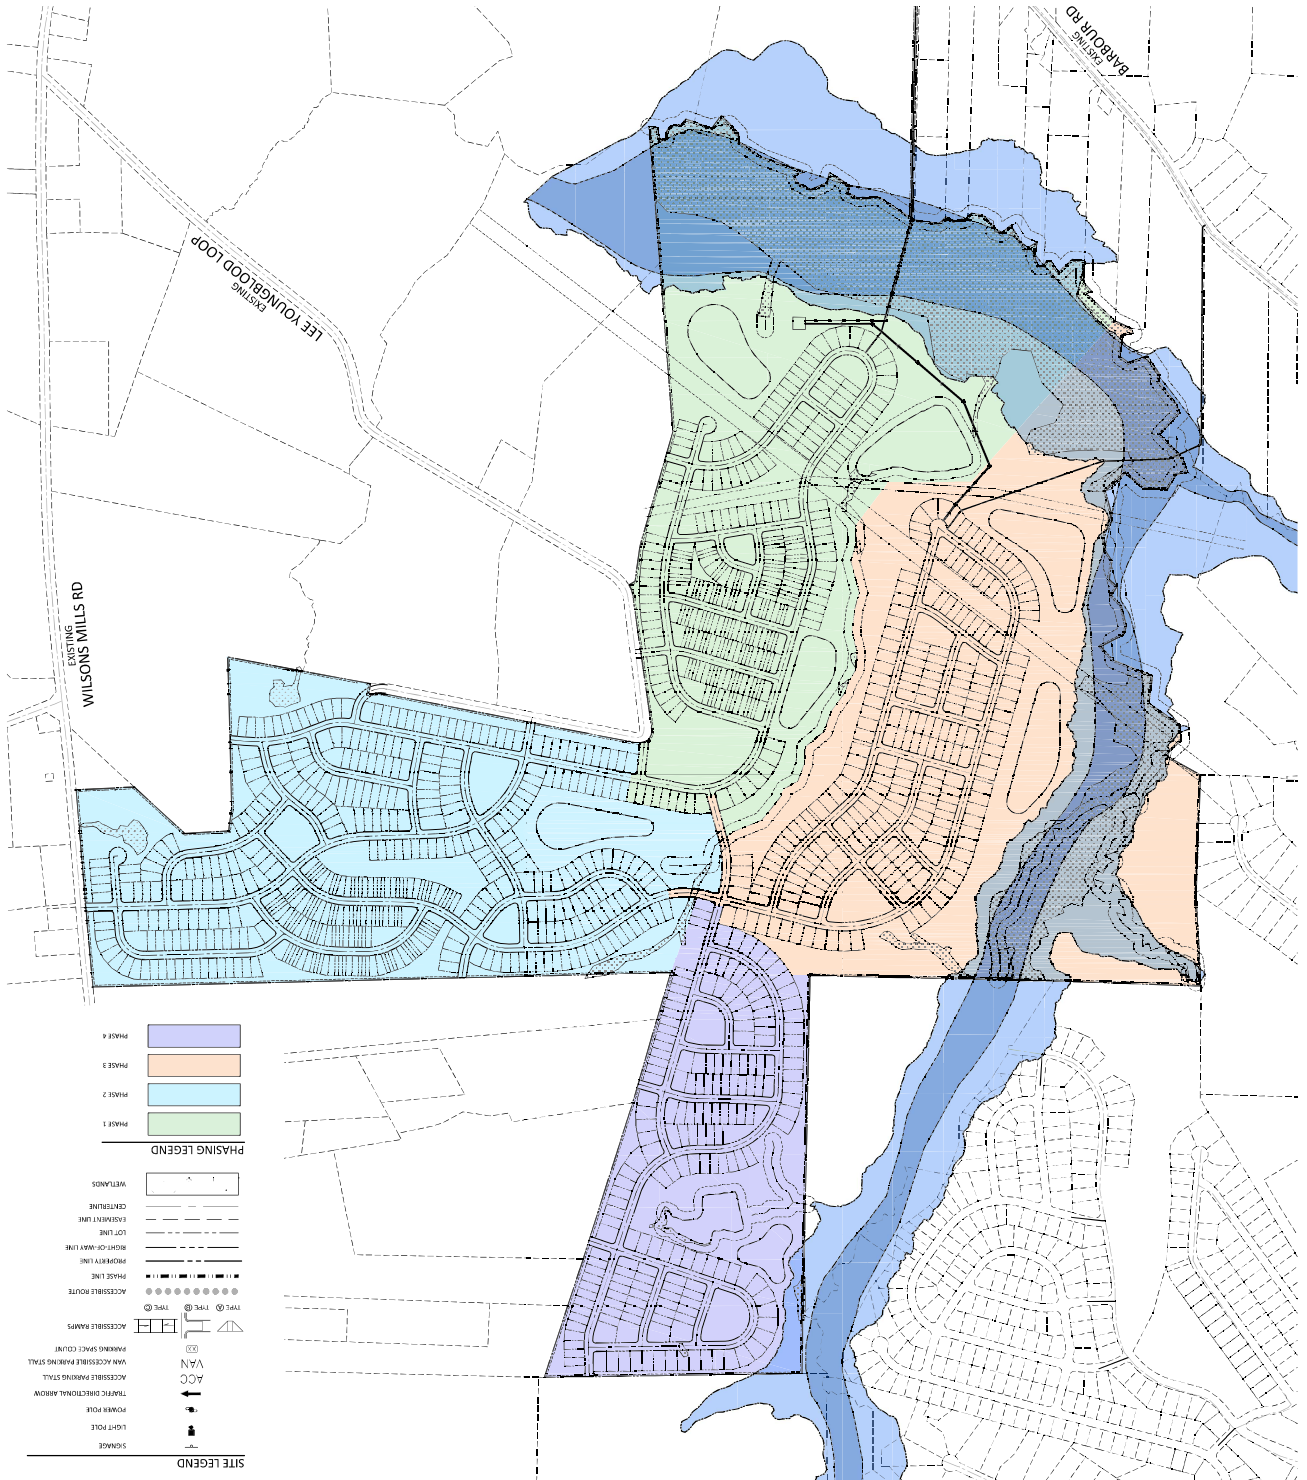 EXISTING
BARBOUR RD
EXISTING
LEE YOUNGBLOOD LOOP
EXISTING
WILSONS MILLS RD
SITE LEGEND
SIGNAGE
LIGHT POLE
POWER POLE
TRAFFIC DIRECTIONAL ARROW
ACC ACCESSIBLE PARKING STALL
VAN VAN ACCESSIBLE PARKING STALL
PARKING SPACE COUNT
ACCESSIBLE RAMPS
TYPE A TYPE B TYPE C
ACCESSIBLE ROUTE
PHASE LINE
PROPERTY LINE
RIGHT-OF-WAY LINE
LOT LINE
EASEMENT LINE
CENTERLINE
WETLANDS
PHASING LEGEND
PHASE 1
PHASE 2
PHASE 3
PHASE 4